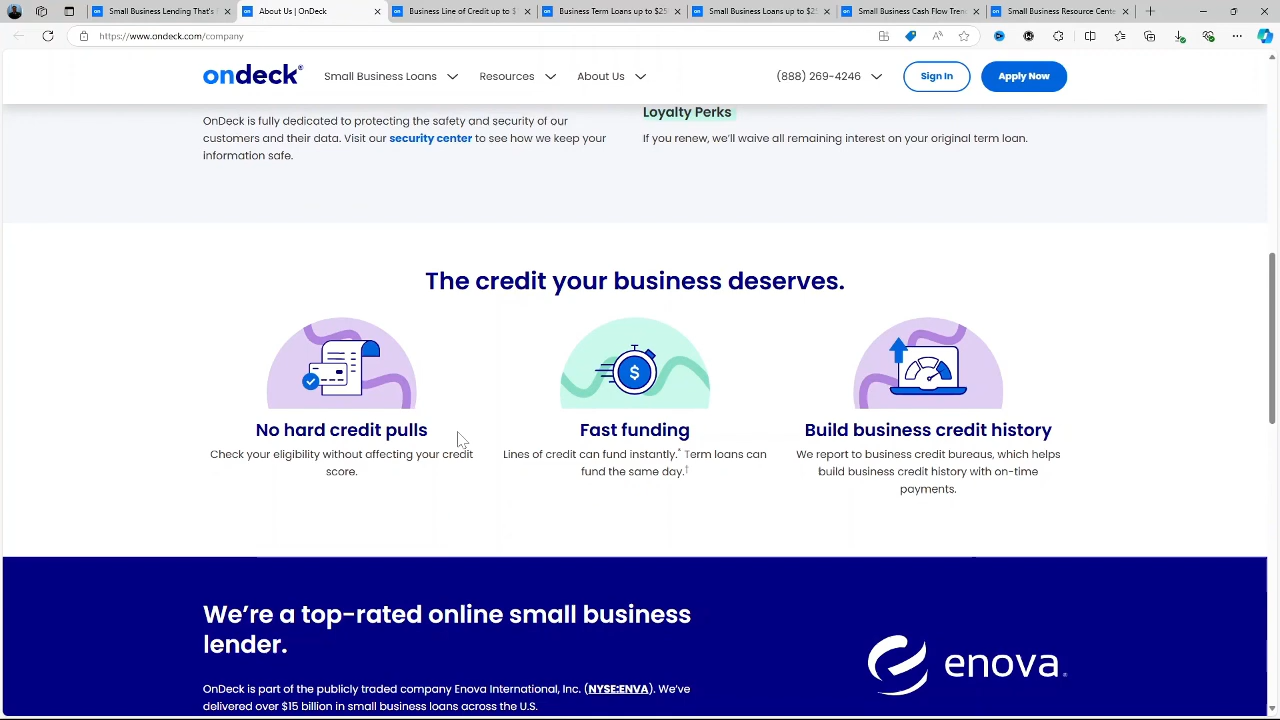 Small Business Lending That's
About Us | OnDeck
Business Line of Credit up to $
Business Term Loans up to $25
Small Business Loans up to $25
Small Business Cash Flow Tren
Small Business Resource Cente
https://www.ondeck.com/company
ondeck®
Small Business Loans
Resources
About Us
(888) 269-4246
Sign In
Apply Now
OnDeck is fully dedicated to protecting the safety and security of our
customers and their data. Visit our security center to see how we keep your
information safe.
Loyalty Perks
If you renew, we'll waive all remaining interest on your original term loan.
The credit your business deserves.
No hard credit pulls
Check your eligibility without affecting your credit
score.
Fast funding
Lines of credit can fund instantly.* Term loans can
fund the same day.†
Build business credit history
We report to business credit bureaus, which helps
build business credit history with on-time
payments.
We're a top-rated online small business
lender.
OnDeck is part of the publicly traded company Enova International, Inc. (NYSE:ENVA). We've
delivered over $15 billion in small business loans across the U.S.
enova.